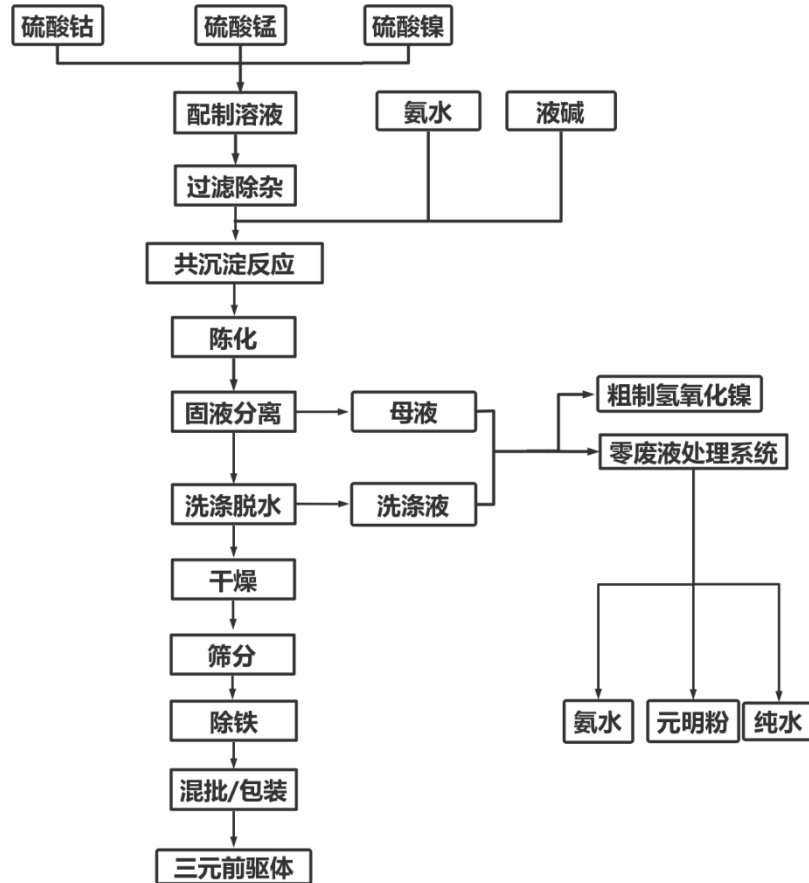 硫酸钴
硫酸锰
硫酸镍
配制溶液
氨水
液碱
过滤除杂
共沉淀反应
陈化
固液分离
母液
粗制氢氧化镍
零废液处理系统
洗涤脱水
洗涤液
干燥
筛分
除铁
氨水
元明粉
纯水
混批/包装
三元前驱体